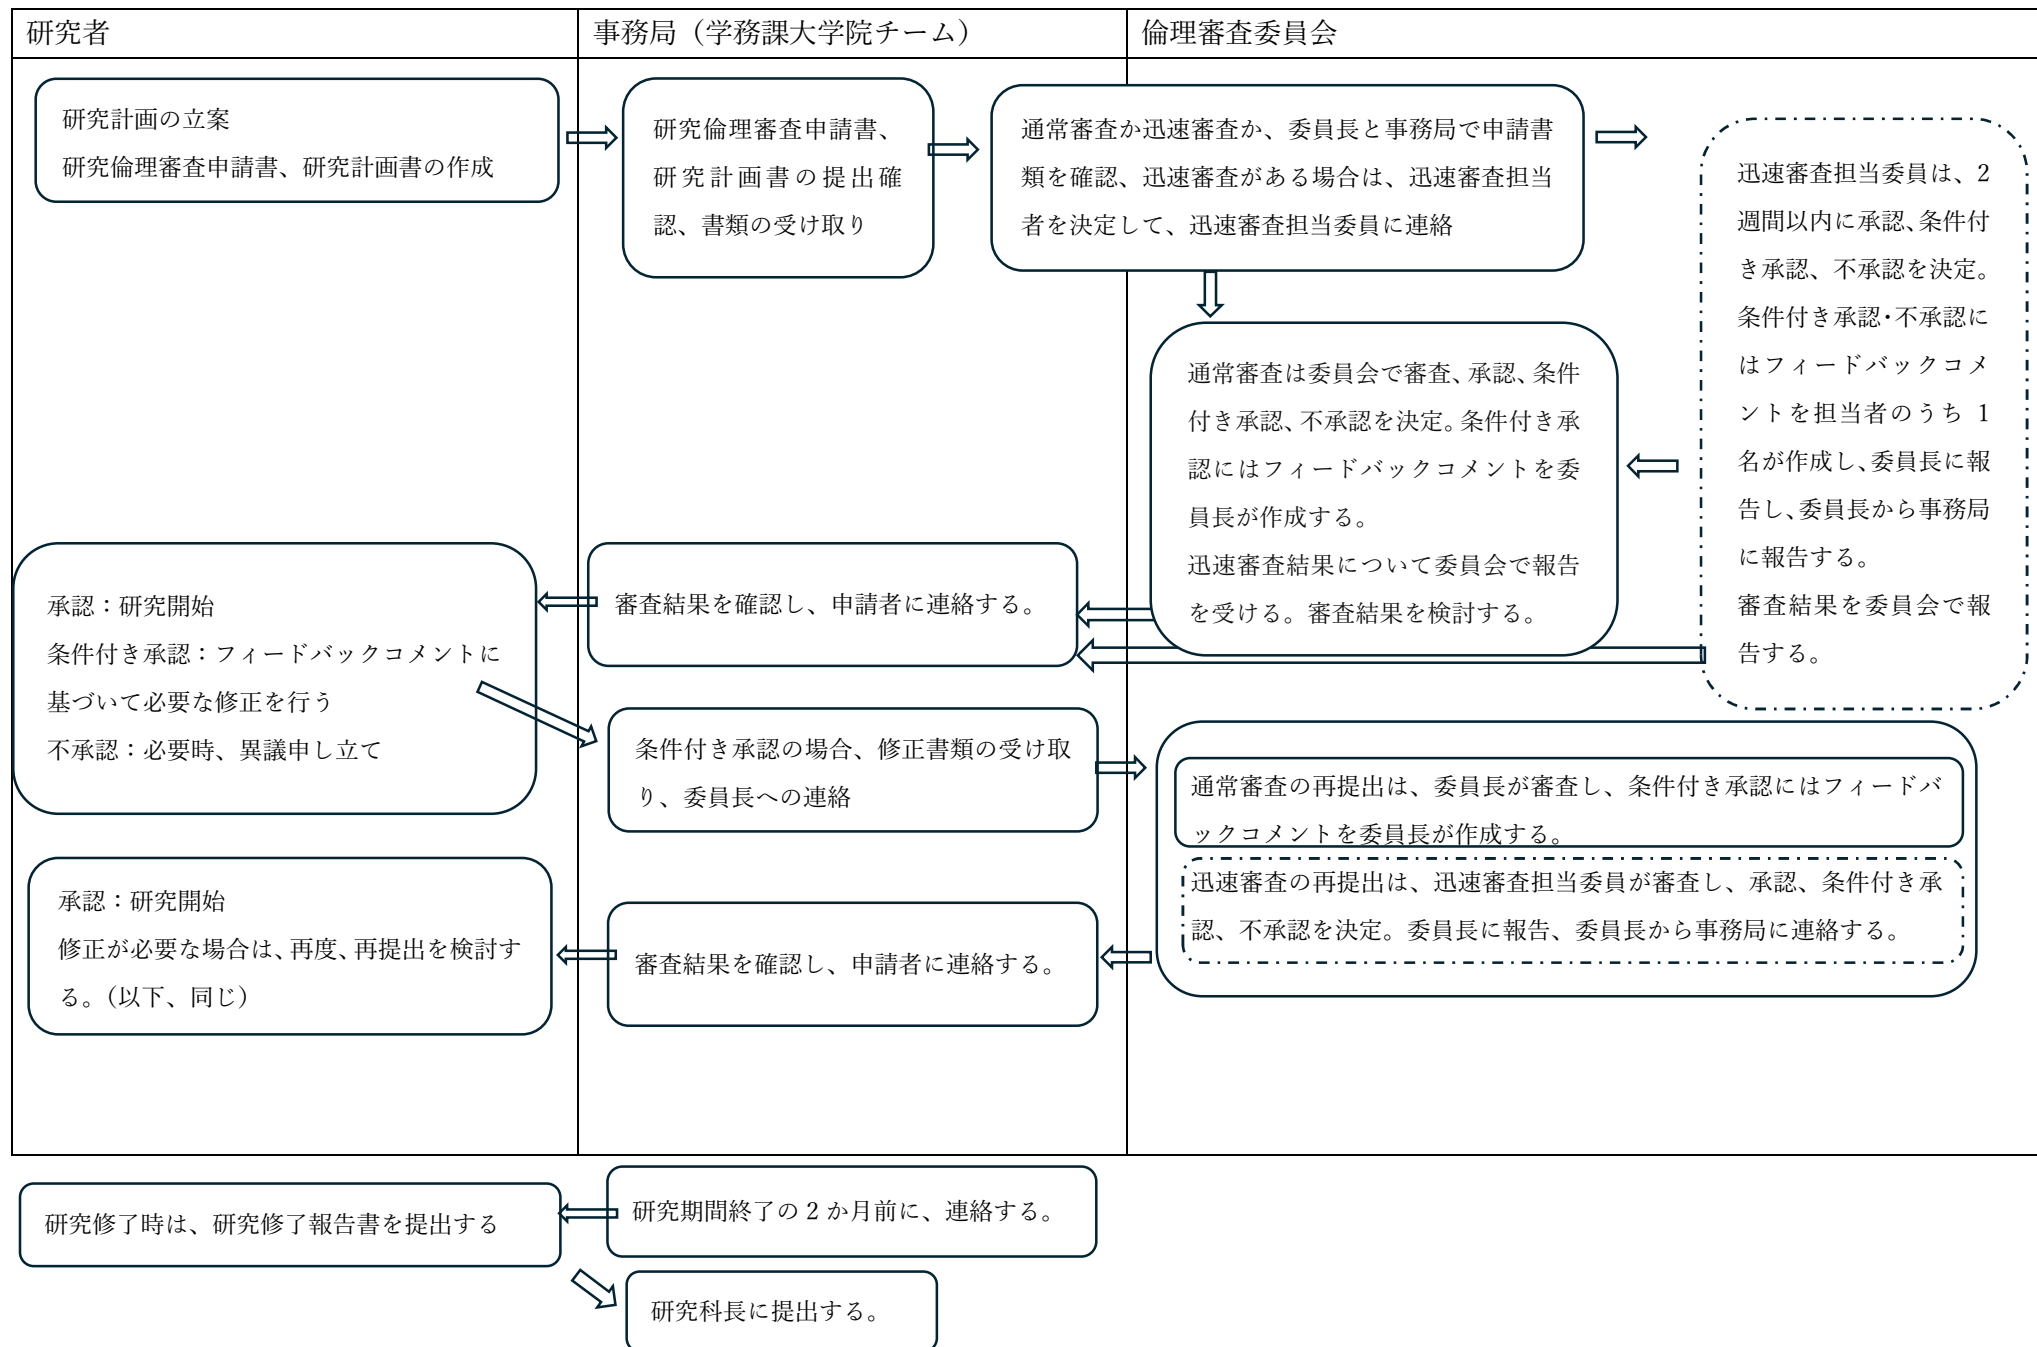 研究者
事務局（学務課大学院チーム）
倫理審査委員会
研究計画の立案
研究倫理審査申請書、研究計画書の作成
研究倫理審査申請書、
研究計画書の提出確
認、書類の受け取り
通常審査か迅速審査か、委員長と事務局で申請書
類を確認、迅速審査がある場合は、迅速審査担当
者を決定して、迅速審査担当委員に連絡
迅速審査担当委員は、2
週間以内に承認、条件付
き承認、不承認を決定。
条件付き承認・不承認に
はフィードバックコメ
ントを担当者のうち 1
名が作成し、委員長に報
告し、委員長から事務局
に報告する。
審査結果を委員会で報
告する。
通常審査は委員会で審査、承認、条件
付き承認、不承認を決定。条件付き承
認にはフィードバックコメントを委
員長が作成する。
迅速審査結果について委員会で報告
を受ける。審査結果を検討する。
審査結果を確認し、申請者に連絡する。
承認：研究開始
条件付き承認：フィードバックコメントに
基づいて必要な修正を行う
不承認：必要時、異議申し立て
条件付き承認の場合、修正書類の受け取
り、委員長への連絡
通常審査の再提出は、委員長が審査し、条件付き承認にはフィードバ
ックコメントを委員長が作成する。
迅速審査の再提出は、迅速審査担当委員が審査し、承認、条件付き承
認、不承認を決定。委員長に報告、委員長から事務局に連絡する。
審査結果を確認し、申請者に連絡する。
承認：研究開始
修正が必要な場合は、再度、再提出を検討す
る。（以下、同じ）
研究期間終了の 2 か月前に、連絡する。
研究修了時は、研究修了報告書を提出する
研究科長に提出する。